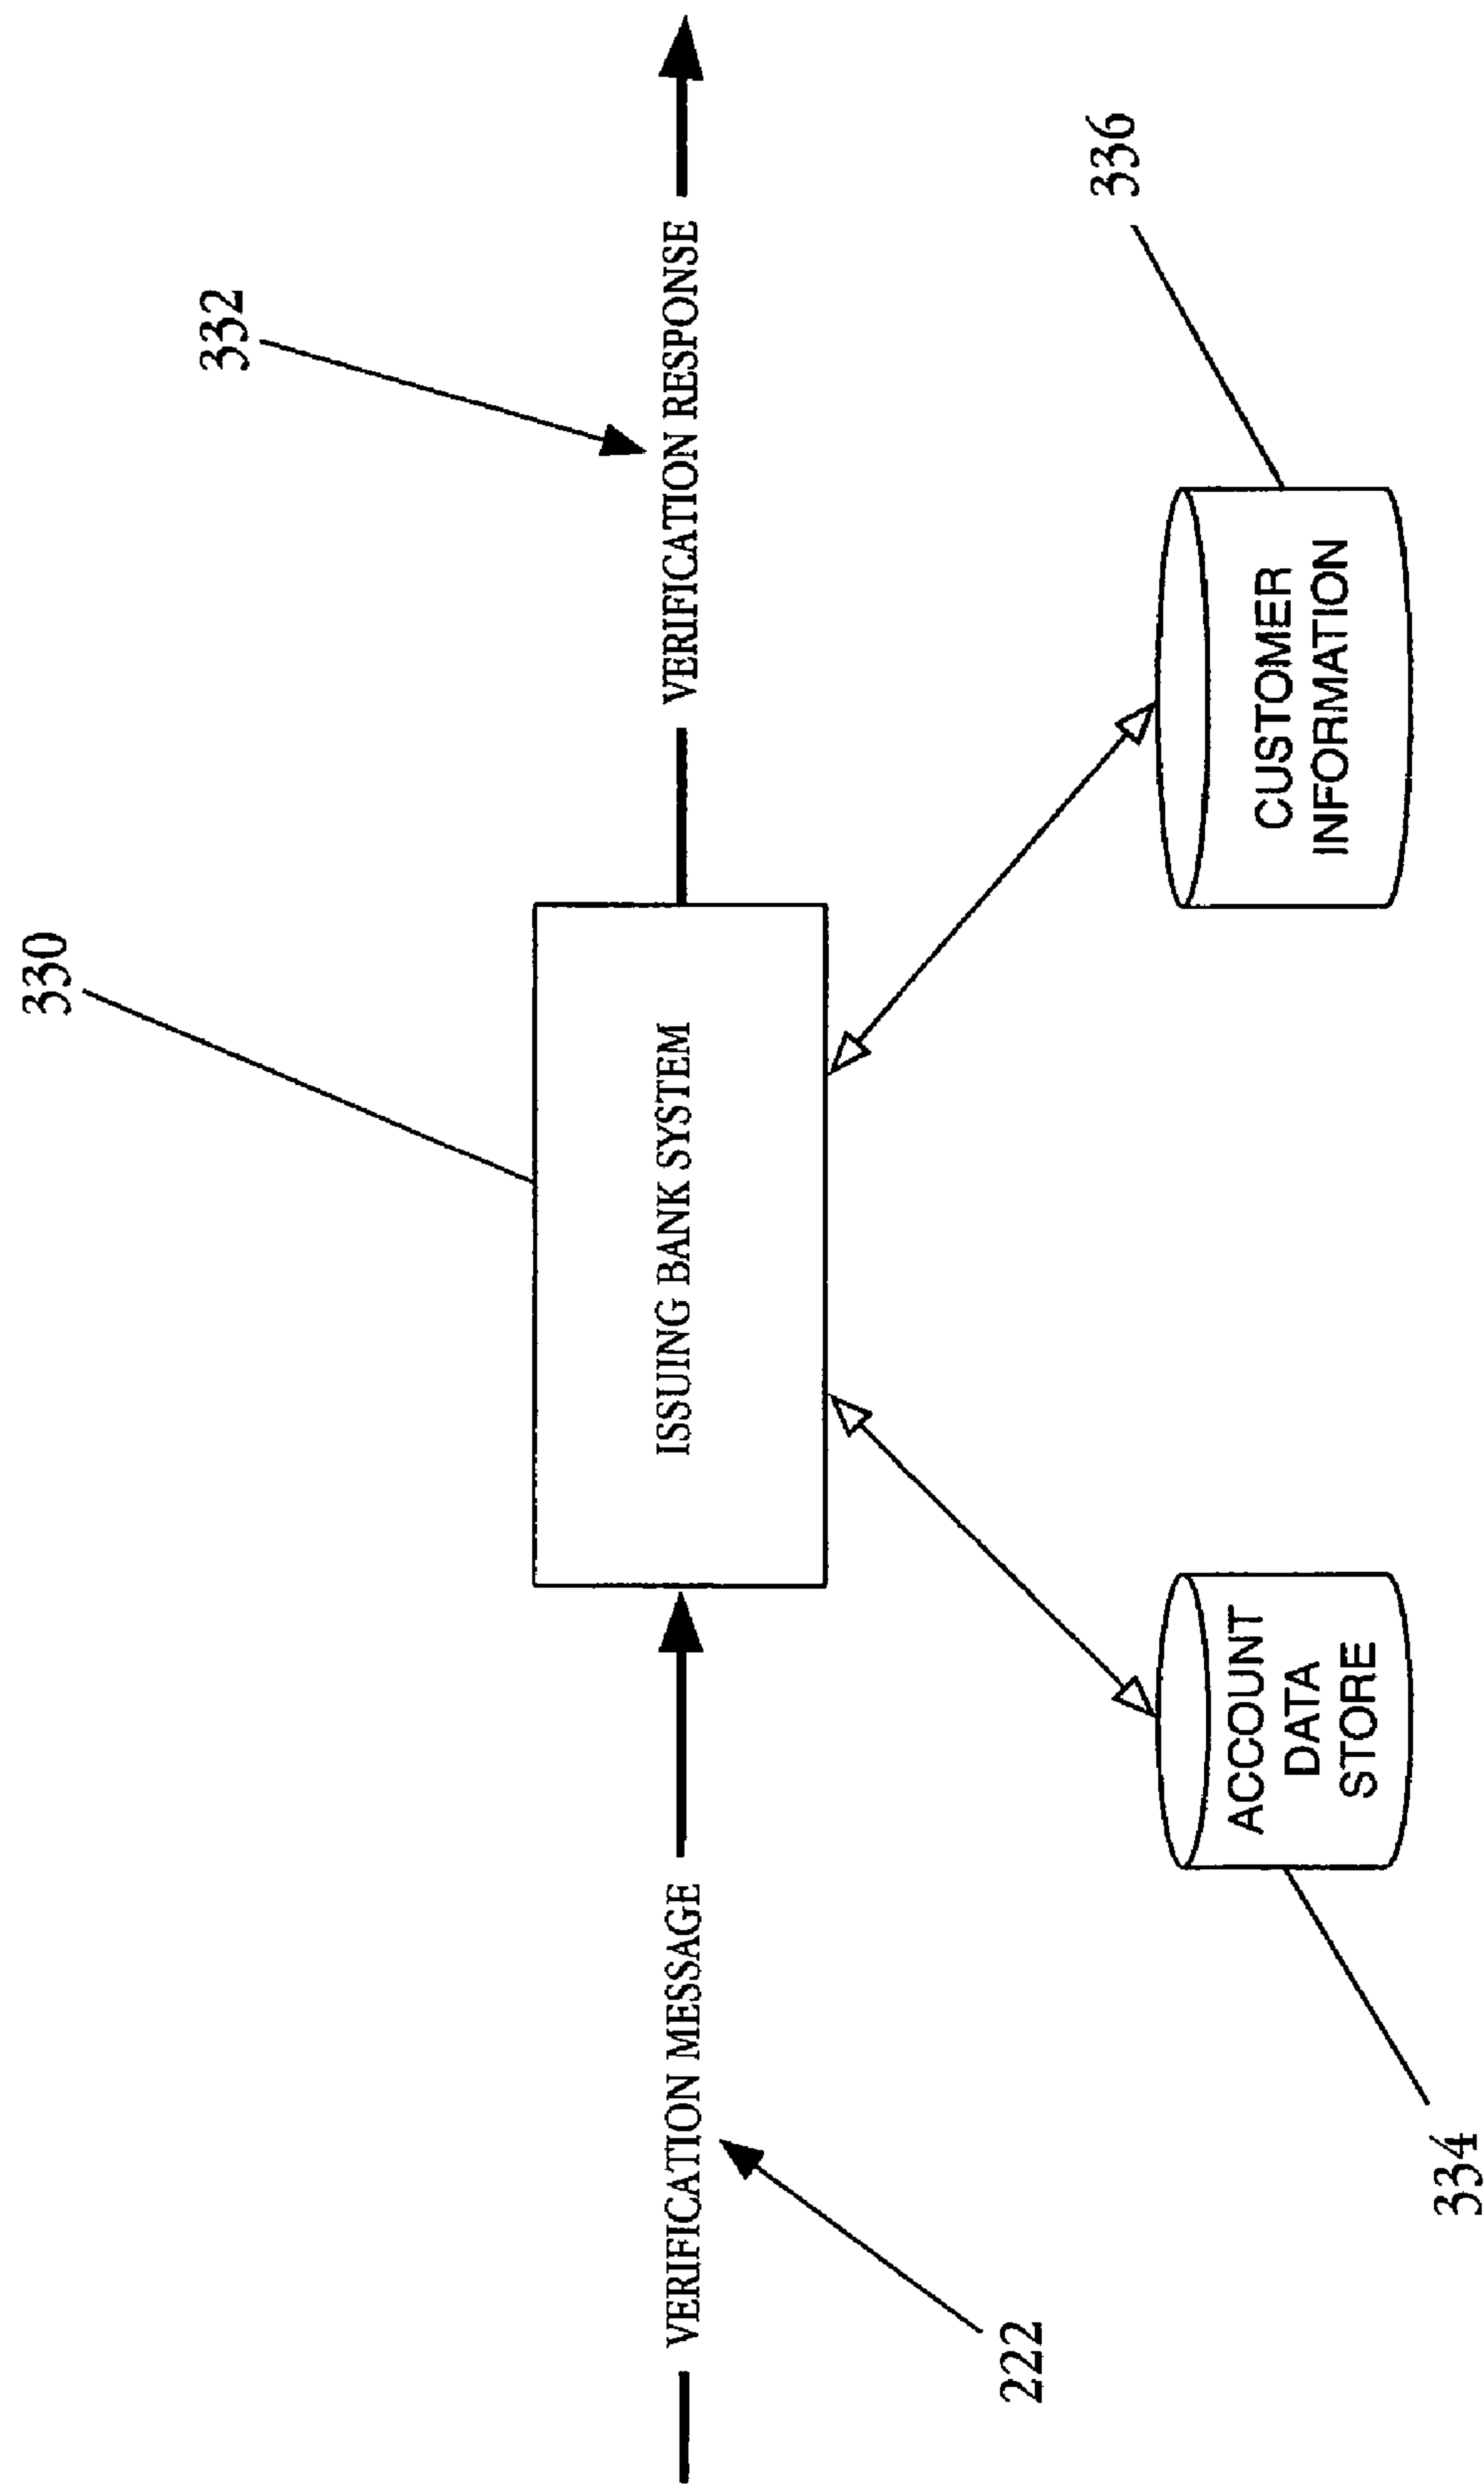 330
332
VERIFICATION MESSAGE
ISSUING BANK SYSTEM
VERIFICATION RESPONSE
222
336
ACCOUNT
DATA
STORE
CUSTOMER
INFORMATION
334